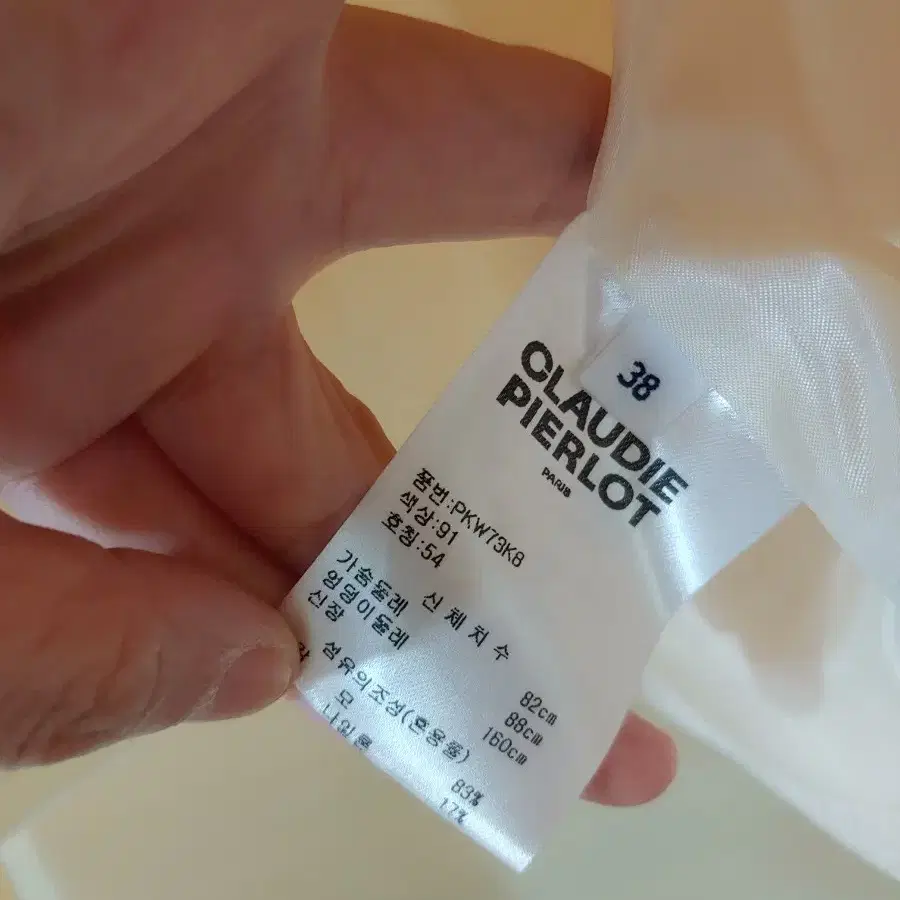 38
CLAUDIE
PIERLOT
PARIS
품번:PKW73K8
색상:91
호칭:54
신 체 치 수
가슴둘레 82cm
엉덩이둘레 88cm
신장 160cm
섬유의조성(혼용률)
모 83%
나일론 17%